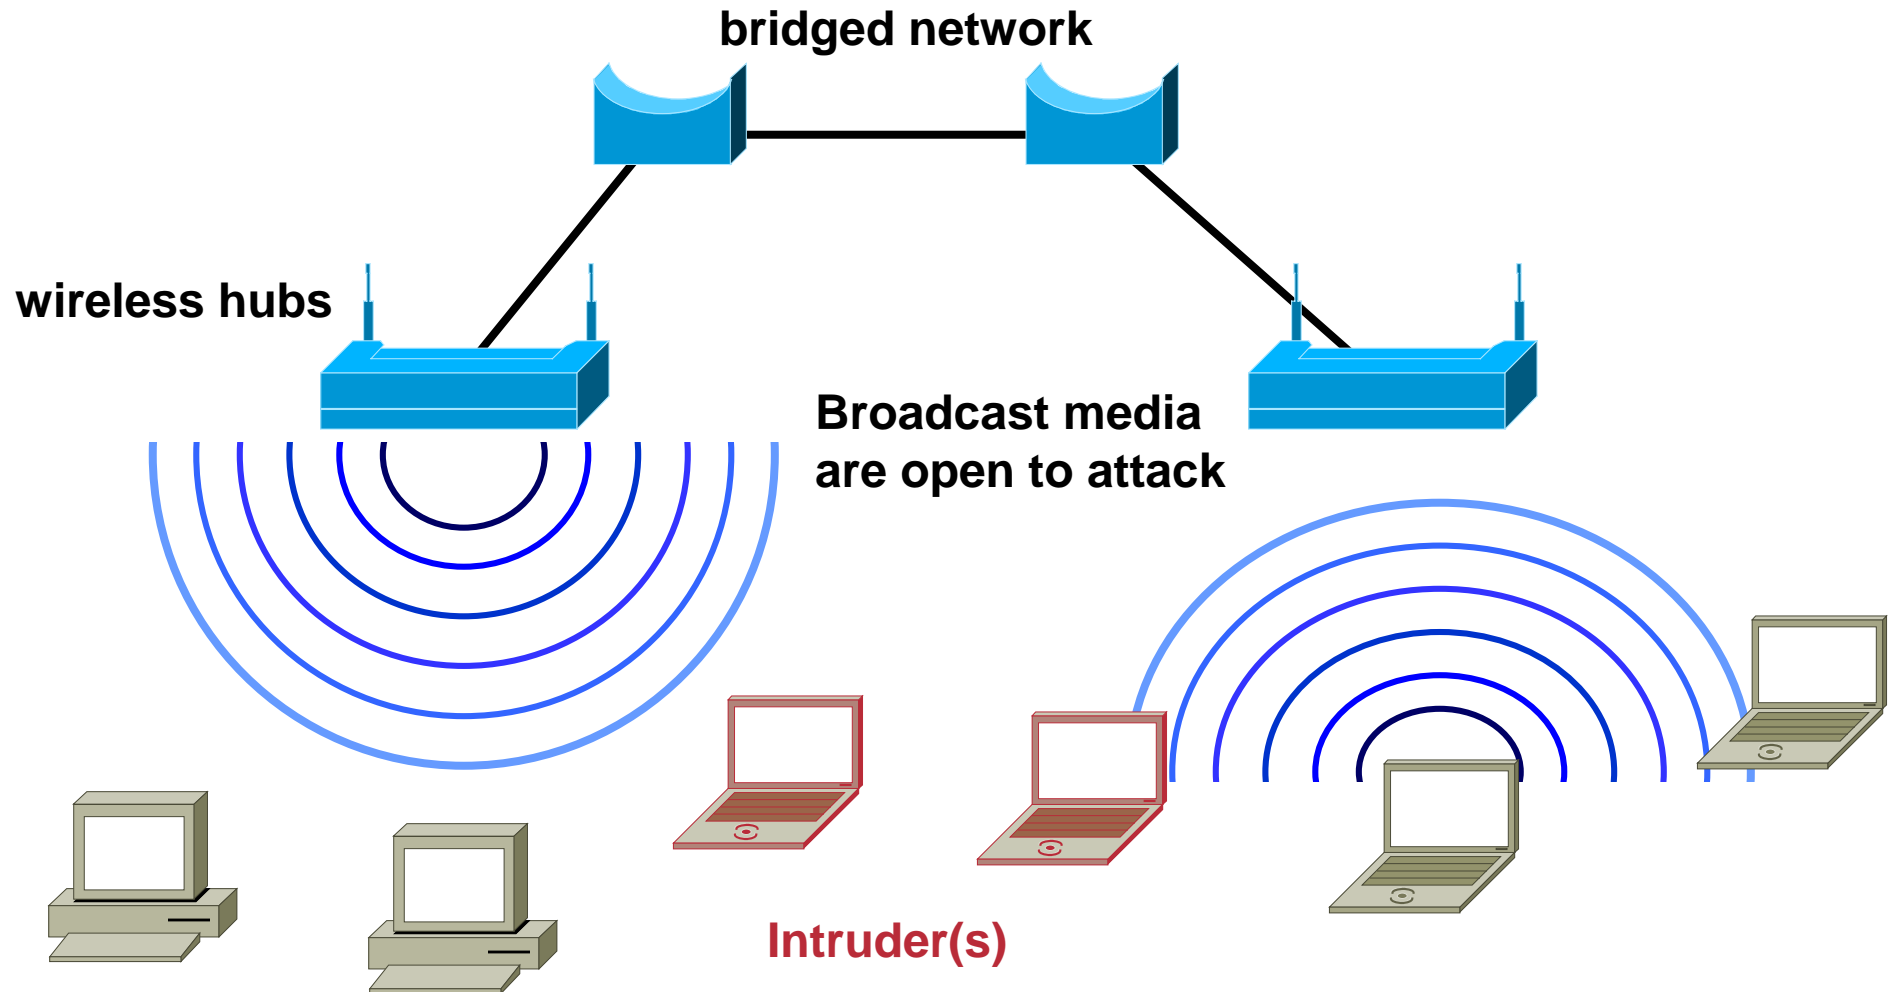 bridged network
wireless hubs
Broadcast media
are open to attack
Intruder(s)